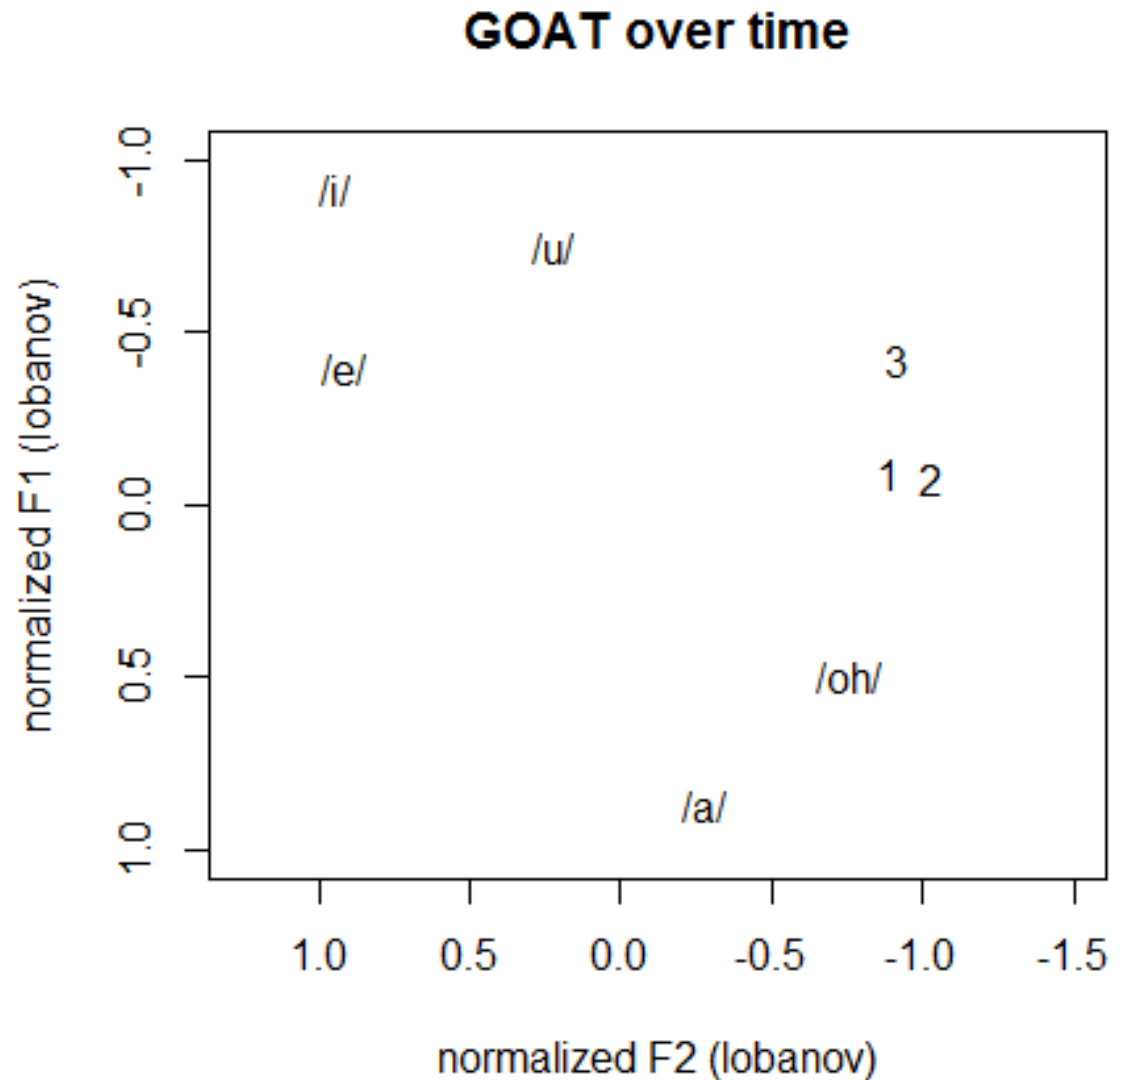 GOAT over time
-1.0
-0.5
0.0
0.5
1.0
normalized F1 (lobanov)
/i/
/u/
/e/
3
1
2
/oh/
/a/
1.0 0.5 0.0 -0.5 -1.0 -1.5
normalized F2 (lobanov)